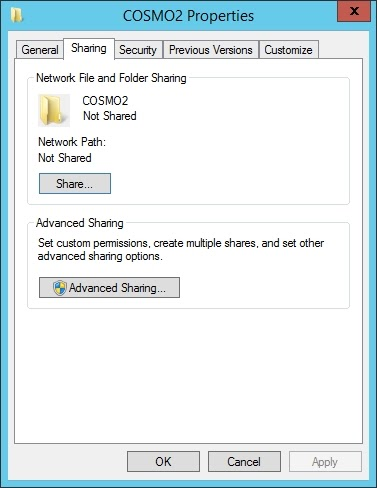 COSMO2 Properties
x
General Sharing Security Previous Versions Customize
Network File and Folder Sharing
COSMO2
Not Shared
Network Path:
Not Shared
Share...
Advanced Sharing
Set custom permissions, create multiple shares, and set other
advanced sharing options.
Advanced Sharing...
OK Cancel Apply